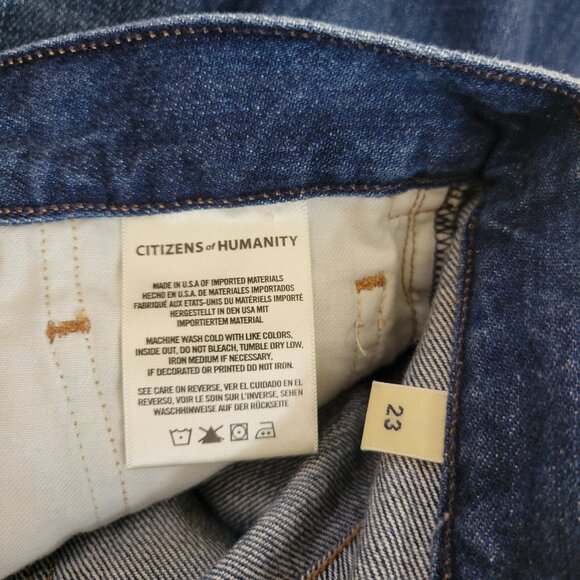 CITIZENS of HUMANITY
MADE IN U.S.A OF IMPORTED MATERIALS
HECHO EN U.S.A. DE MATERIALES IMPORTADOS
FABRIQUÉ AUX ETATS-UNIS DU MATÉRIELS IMPORTÉ
HERGESTELLT IN DEN USA MIT
IMPORTIERTEM MATERIAL
MACHINE WASH COLD WITH LIKE COLORS,
INSIDE OUT, DO NOT BLEACH, TUMBLE DRY LOW,
IRON MEDIUM IF NECESSARY,
IF DECORATED OR PRINTED DO NOT IRON.
SEE CARE ON REVERSE, VER EL CUIDADO EN EL
REVERSO, VOIR LE SOIN SUR L'INVERSE, SEHEN
WASCHHINWEISE AUF DER RÜCKSEITE
23